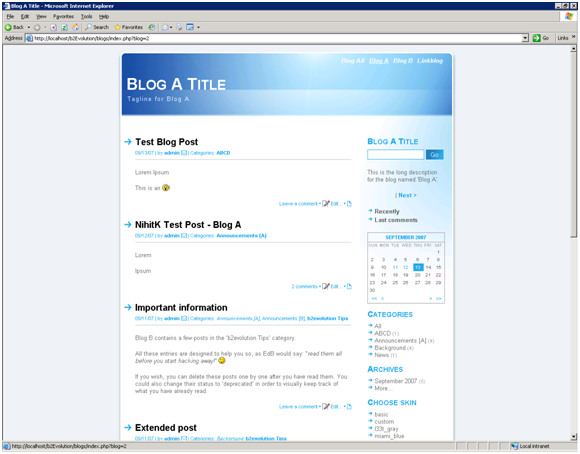 Blog A Title - Microsoft Internet Explorer
File Edit View Favorites Tools Help
Back Search Favorites
Address http://localhost/b2Evolution/blogs/index.php?blog=2 Go Links
Blog All Blog A Blog B Linkblog
Blog A Title
Tagline for Blog A
Test Blog Post
09/13/07 | by admin | Categories: ABCD
Lorem Ipsum
This is an
Leave a comment • Edit... •
NihitK Test Post - Blog A
09/12/07 | by admin | Categories: Announcements [A]
Lorem
Ipsum
2 comments • Edit... •
Important information
09/11/07 | by admin | Categories: Announcements [A], Announcements [B], b2evolution Tips
Blog B contains a few posts in the 'b2evolution Tips' category.
All these entries are designed to help you so, as EdB would say: "read them all
before you start hacking away!"
If you wish, you can delete these posts one by one after you have read them. You
could also change their status to 'deprecated' in order to visually keep track of
what you have already read.
Leave a comment • Edit... •
Extended post
09/11/07 | by admin | Categories: Background, b2evolution Tips
Blog A Title
Go
This is the long description
for the blog named 'Blog A'.
| Next >
Recently
Last comments
SEPTEMBER 2007
SUN MON TUE WED THU FRI SAT
1
2 3 4 5 6 7 8
9 10 11 12 13 14 15
16 17 18 19 20 21 22
23 24 25 26 27 28 29
30
<< < > >>
Categories
All
ABCD (1)
Announcements [A] (4)
Background (4)
News (1)
Archives
September 2007
More...
Choose skin
basic
custom
l33t_gray
miami_blue
http://localhost/b2Evolution/blogs/index.php?blog=2 Local intranet